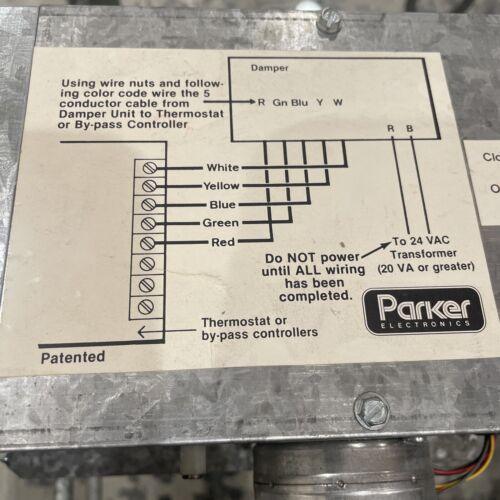 Using wire nuts and follow-
ing color code wire the 5
conductor cable from
Damper Unit to Thermostat
or By-pass Controller
Damper
R Gn Blu Y W
R B
White
Yellow
Blue
Green
Red
Do NOT power
until ALL wiring
has been
completed.
To 24 VAC
Transformer
(20 VA or greater)
Parker
ELECTRONICS
Thermostat or
by-pass controllers
Patented
Clo
O